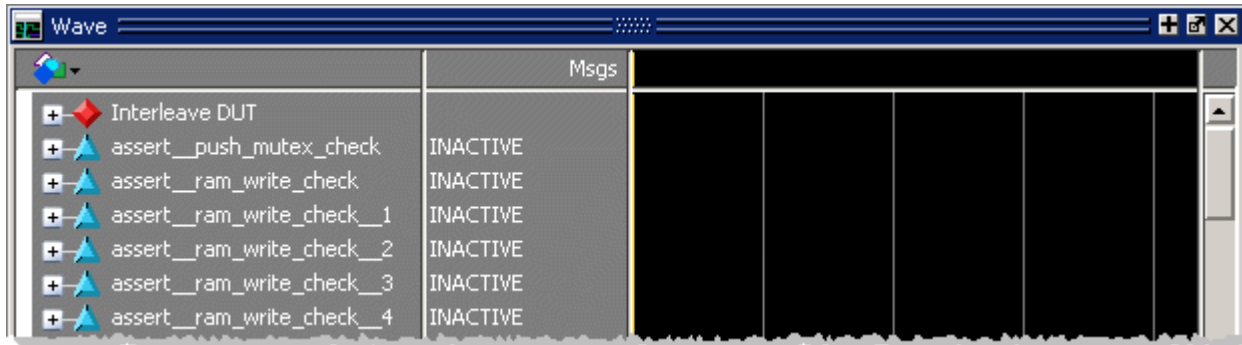 Wave
Msgs
Interleave DUT
assert__push_mutex_check INACTIVE
assert__ram_write_check INACTIVE
assert__ram_write_check__1 INACTIVE
assert__ram_write_check__2 INACTIVE
assert__ram_write_check__3 INACTIVE
assert__ram_write_check__4 INACTIVE